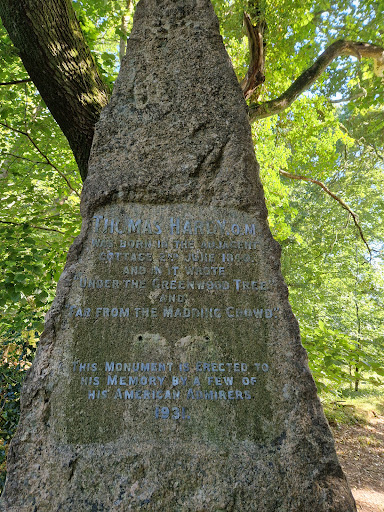 THOMAS HARDY O.M.
WAS BORN IN THE ADJACENT
COTTAGE 2ND JUNE 1840.
AND IN IT WROTE
UNDER THE GREENWOOD TREE
AND
FAR FROM THE MADDING CROWD.
THIS MONUMENT IS ERECTED TO
HIS MEMORY BY A FEW OF
HIS AMERICAN ADMIRERS
1931.